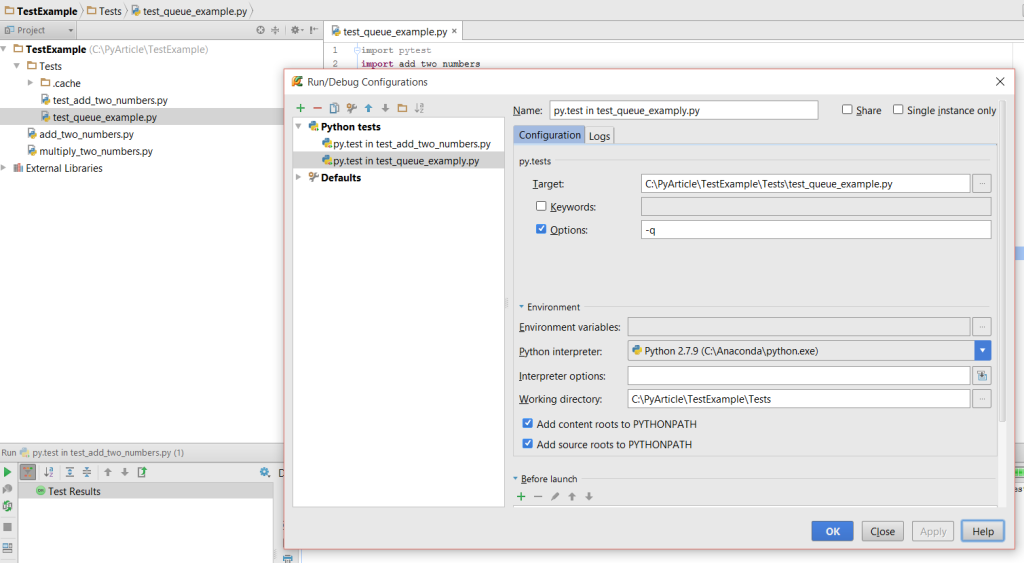 TestExample Tests test_queue_example.py
Project
test_queue_example.py
TestExample (C:\PyArticle\TestExample)
Tests
.cache
test_add_two_numbers.py
test_queue_example.py
add_two_numbers.py
multiply_two_numbers.py
External Libraries
1 import pytest
2 import add_two_numbers
Run/Debug Configurations
Python tests
py.test in test_add_two_numbers.py
py.test in test_queue_examply.py
Defaults
Name: py.test in test_queue_examply.py Share Single instance only
Configuration Logs
py.tests
Target: C:\PyArticle\TestExample\Tests\test_queue_example.py ...
Keywords:
Options: -q
Environment
Environment variables: ...
Python interpreter: Python 2.7.9 (C:\Anaconda\python.exe)
Interpreter options:
Working directory: C:\PyArticle\TestExample\Tests ...
Add content roots to PYTHONPATH
Add source roots to PYTHONPATH
Before launch
OK Close Apply Help
Run py.test in test_add_two_numbers.py (1)
Test Results